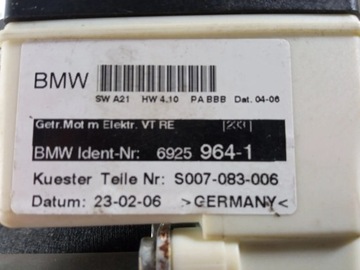 BMW
SW A21 HW 4.10 PA BBB Dat. 04-06
Getr.Mot m Elektr. VT RE
BMW Ident-Nr: 6925 964-1
Kuester Teile Nr: S007-083-006
Datum: 23-02-06 >GERMANY<